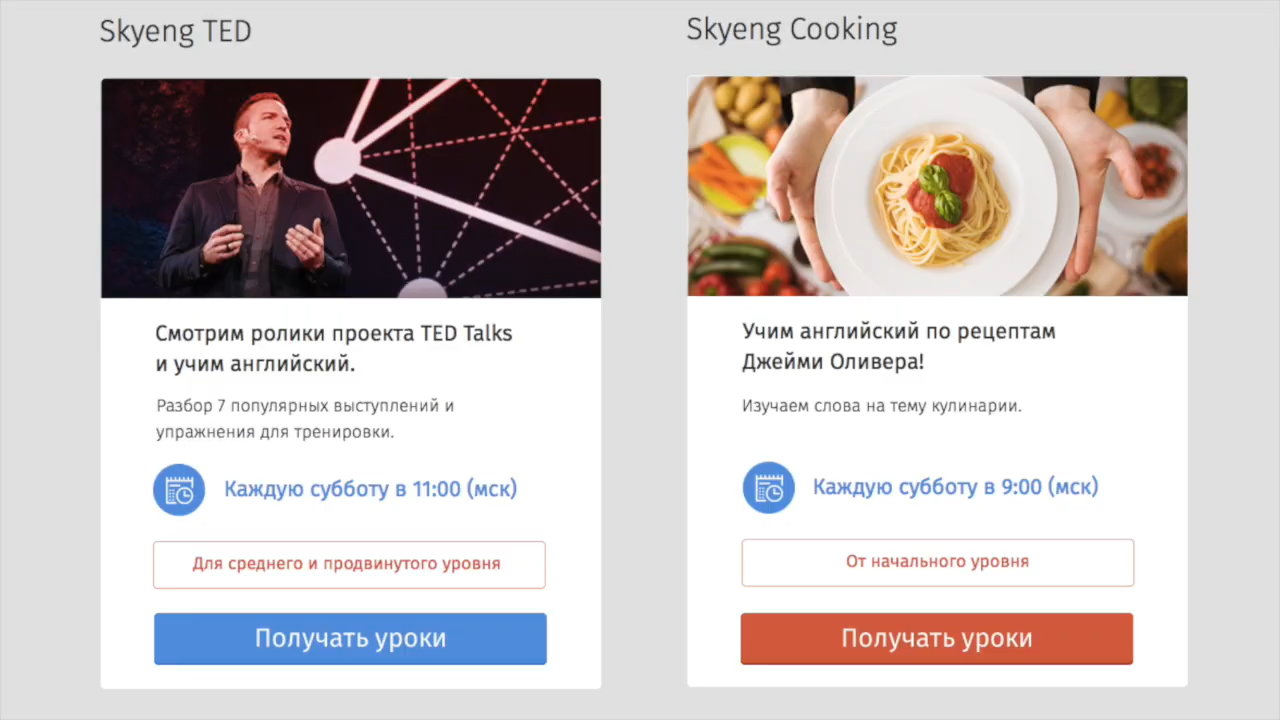 Skyeng TED
Смотрим ролики проекта TED Talks
и учим английский.
Разбор 7 популярных выступлений и
упражнения для тренировки.
Каждую субботу в 11:00 (мск)
Для среднего и продвинутого уровня
Получать уроки
Skyeng Cooking
Учим английский по рецептам
Джейми Оливера!
Изучаем слова на тему кулинарии.
Каждую субботу в 9:00 (мск)
От начального уровня
Получать уроки